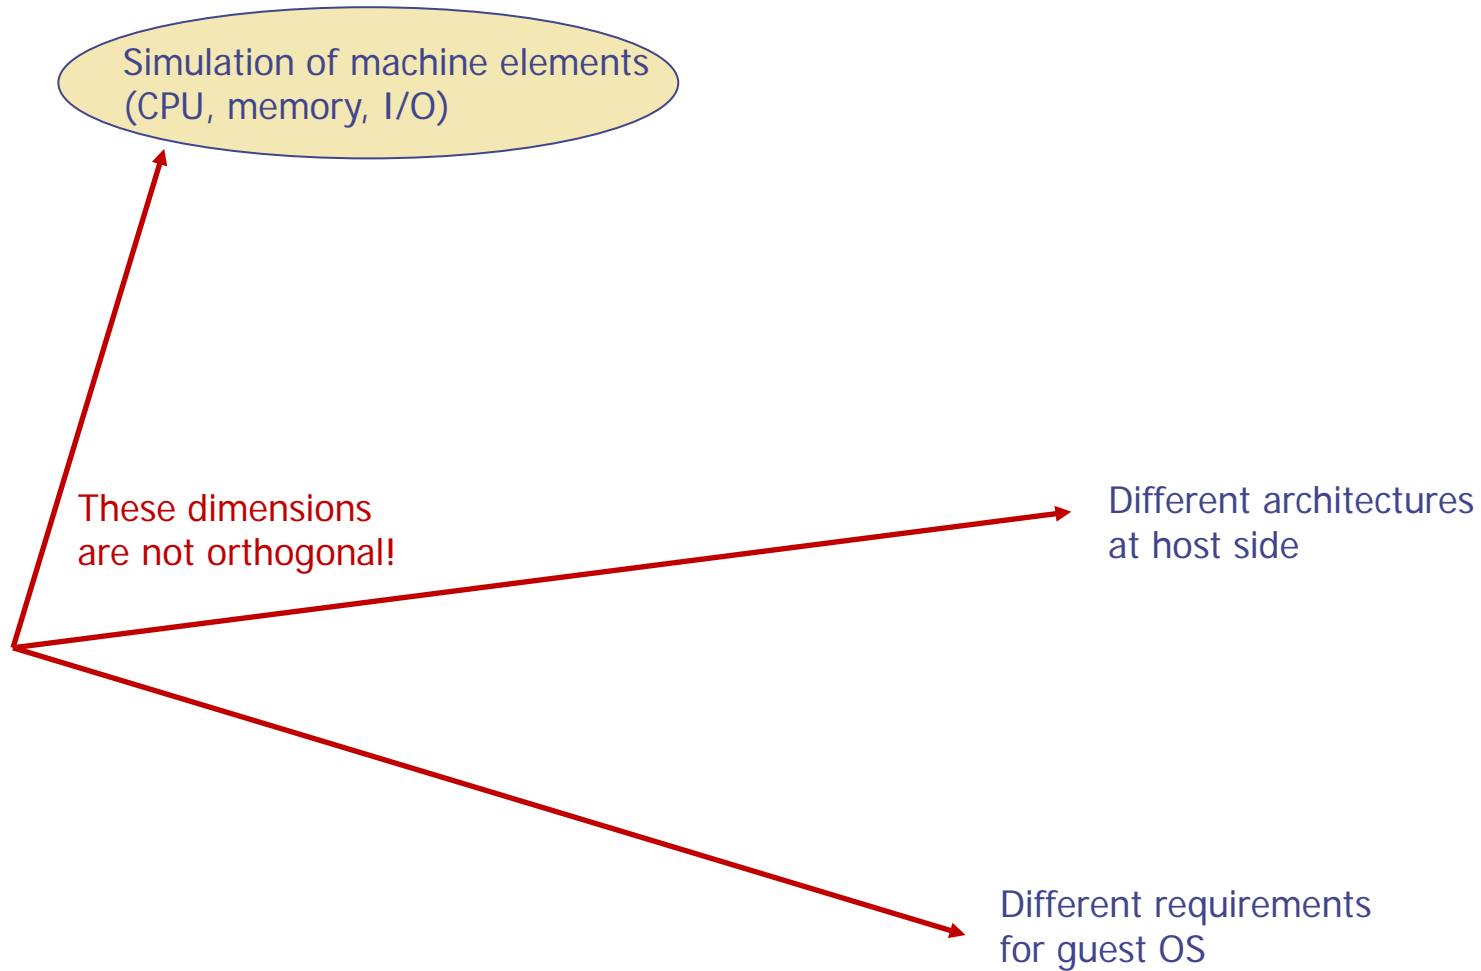 Simulation of machine elements
(CPU, memory, I/O)
These dimensions
are not orthogonal!
Different architectures
at host side
Different requirements
for guest OS